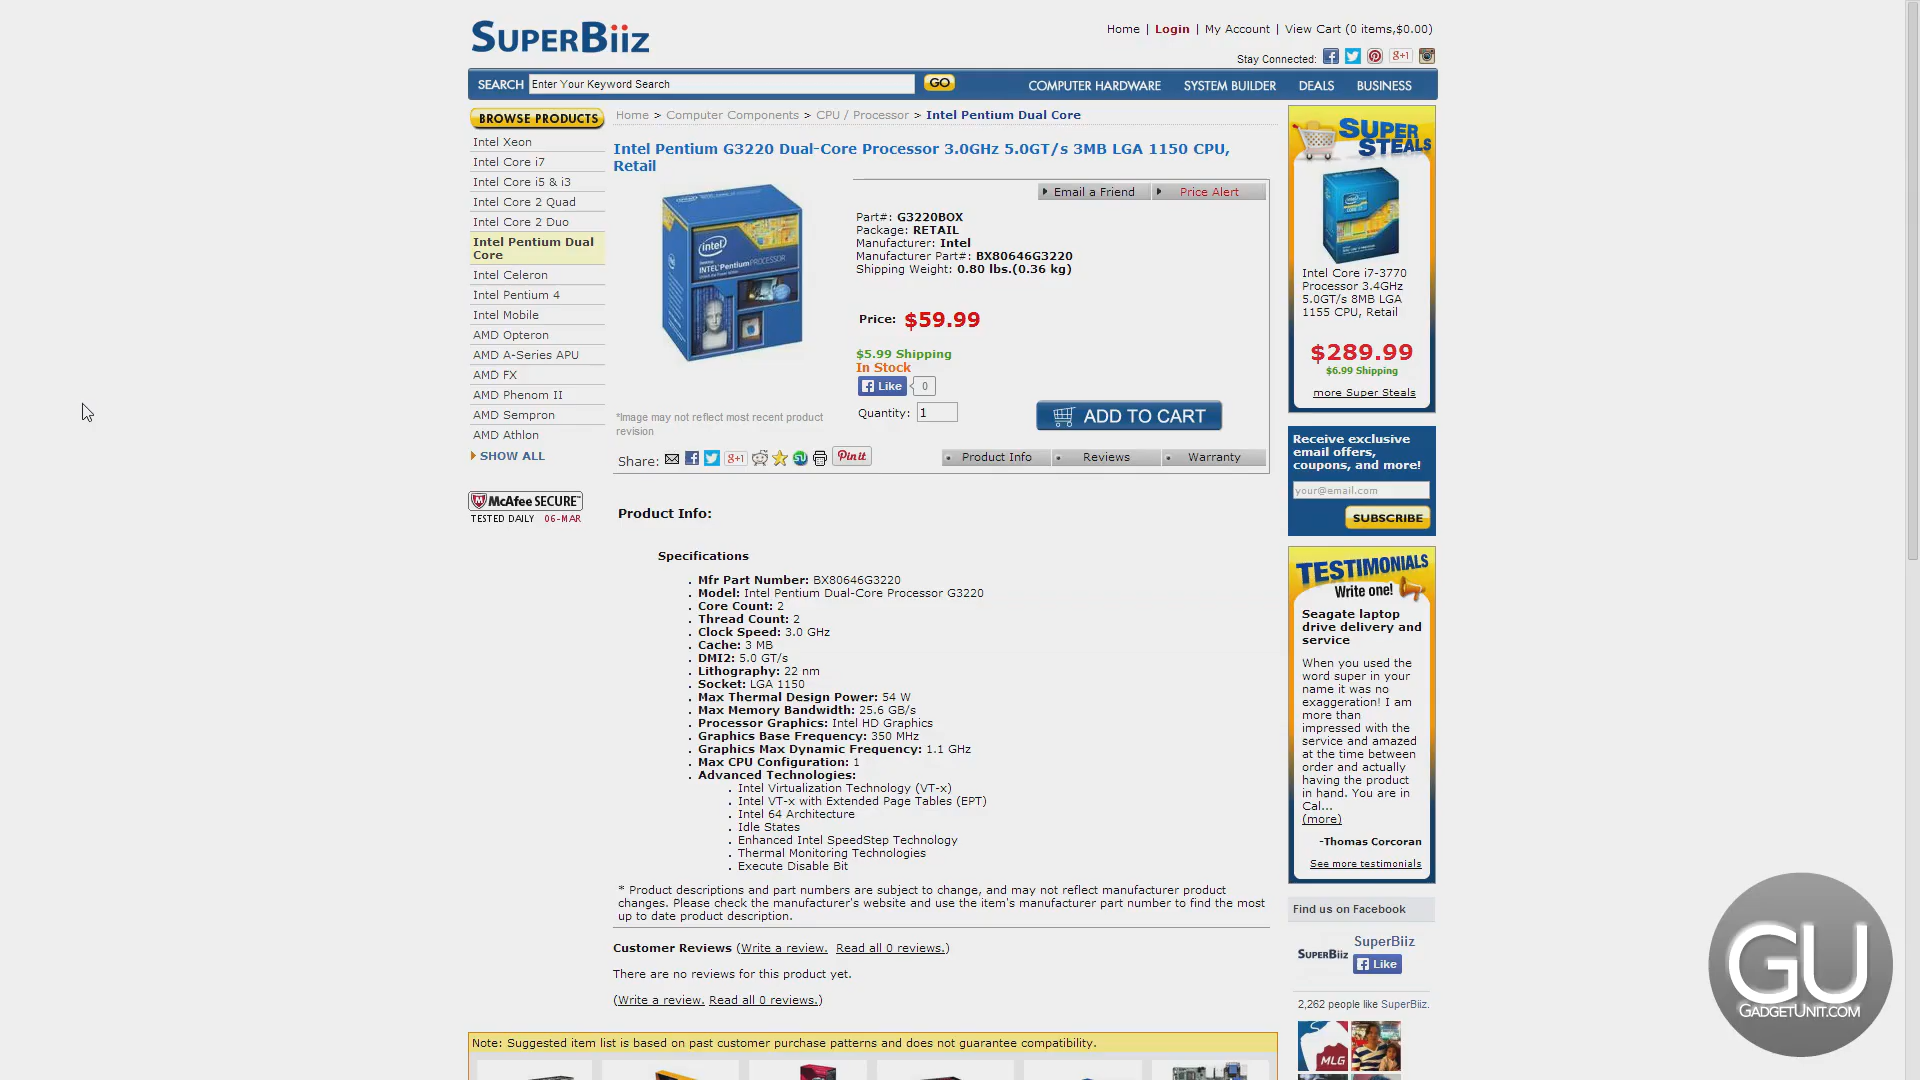 SUPERBIIZ
Home | Login | My Account | View Cart (0 items,$0.00)
Stay Connected:
g+1
SEARCH Enter Your Keyword Search GO COMPUTER HARDWARE SYSTEM BUILDER DEALS BUSINESS
BROWSE PRODUCTS
Intel Xeon
Intel Core i7
Intel Core i5 & i3
Intel Core 2 Quad
Intel Core 2 Duo
Intel Pentium Dual
Core
Intel Celeron
Intel Pentium 4
Intel Mobile
AMD Opteron
AMD A-Series APU
AMD FX
AMD Phenom II
AMD Sempron
AMD Athlon
SHOW ALL
McAfee SECURE™
TESTED DAILY 06-MAR
Home > Computer Components > CPU / Processor > Intel Pentium Dual Core
Intel Pentium G3220 Dual-Core Processor 3.0GHz 5.0GT/s 3MB LGA 1150 CPU,
Retail
intel
INTEL® Pentium® PROCESSOR
*Image may not reflect most recent product
revision
Email a Friend Price Alert
Part#: G3220BOX
Package: RETAIL
Manufacturer: Intel
Manufacturer Part#: BX80646G3220
Shipping Weight: 0.80 lbs.(0.36 kg)
Price: $59.99
$5.99 Shipping
In Stock
Like 0
Quantity: 1 ADD TO CART
Share: g+1 Pin it
Product Info Reviews Warranty
Product Info:
Specifications
. Mfr Part Number: BX80646G3220
. Model: Intel Pentium Dual-Core Processor G3220
. Core Count: 2
. Thread Count: 2
. Clock Speed: 3.0 GHz
. Cache: 3 MB
. DMI2: 5.0 GT/s
. Lithography: 22 nm
. Socket: LGA 1150
. Max Thermal Design Power: 54 W
. Max Memory Bandwidth: 25.6 GB/s
. Processor Graphics: Intel HD Graphics
. Graphics Base Frequency: 350 MHz
. Graphics Max Dynamic Frequency: 1.1 GHz
. Max CPU Configuration: 1
. Advanced Technologies:
. Intel Virtualization Technology (VT-x)
. Intel VT-x with Extended Page Tables (EPT)
. Intel 64 Architecture
. Idle States
. Enhanced Intel SpeedStep Technology
. Thermal Monitoring Technologies
. Execute Disable Bit
* Product descriptions and part numbers are subject to change, and may not reflect manufacturer product
changes. Please check the manufacturer's website and use the item's manufacturer part number to find the most
up to date product description.
Customer Reviews (Write a review. Read all 0 reviews.)
There are no reviews for this product yet.
(Write a review. Read all 0 reviews.)
Note: Suggested item list is based on past customer purchase patterns and does not guarantee compatibility.
SUPER
STEALS
Intel Core i7-3770
Processor 3.4GHz
5.0GT/s 8MB LGA
1155 CPU, Retail
$289.99
$6.99 Shipping
more Super Steals
Receive exclusive
email offers,
coupons, and more!
your@email.com
SUBSCRIBE
TESTIMONIALS
Write one!
Seagate laptop
drive delivery and
service
When you used the
word super in your
name it was no
exaggeration! I am
more than
impressed with the
service and amazed
at the time between
order and actually
having the product
in hand. You are in
Cal...
(more)
-Thomas Corcoran
See more testimonials
Find us on Facebook
SUPERBIIZ
SuperBiiz
Like
2,262 people like SuperBiiz.
MLG
GU
GADGETUNIT.COM